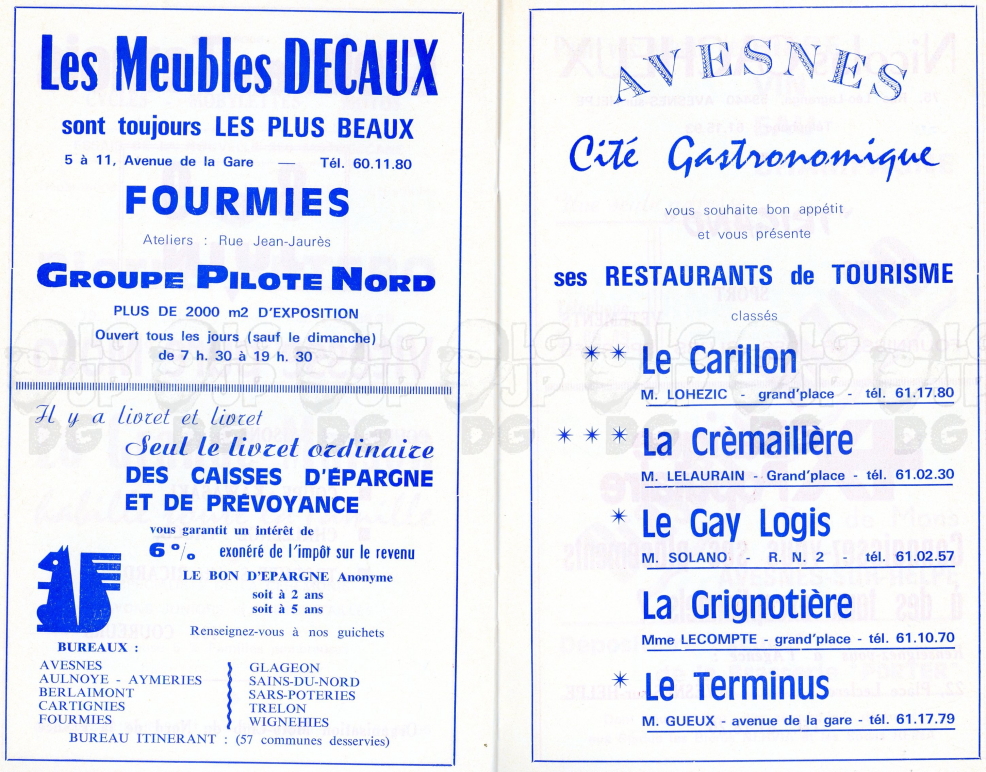 Les Meubles DECAUX
sont toujours LES PLUS BEAUX
5 à 11, Avenue de la Gare — Tél. 60.11.80
FOURMIES
Ateliers : Rue Jean-Jaurès
GROUPE PILOTE NORD
PLUS DE 2000 m2 D'EXPOSITION
Ouvert tous les jours (sauf le dimanche)
de 7 h. 30 à 19 h. 30
Il y a livret et livret
Seul le livret ordinaire
DES CAISSES D'ÉPARGNE
ET DE PRÉVOYANCE
vous garantit un intérêt de
6 % exonéré de l'impôt sur le revenu
LE BON D'EPARGNE Anonyme
soit à 2 ans
soit à 5 ans
Renseignez-vous à nos guichets
BUREAUX :
AVESNES
AULNOYE - AYMERIES
BERLAIMONT
CARTIGNIES
FOURMIES
GLAGEON
SAINS-DU-NORD
SARS-POTERIES
TRELON
WIGNEHIES
BUREAU ITINERANT : (57 communes desservies)
AVESNES
Cité Gastronomique
vous souhaite bon appétit
et vous présente
ses RESTAURANTS de TOURISME
classés
** Le Carillon
M. LOHEZIC - grand'place - tél. 61.17.80
*** La Crèmaillère
M. LELAURAIN - Grand'place - tél. 61.02.30
* Le Gay Logis
M. SOLANO - R. N. 2 - tél. 61.02.57
La Grignotière
Mme LECOMPTE - grand'place - tél. 61.10.70
* Le Terminus
M. GUEUX - avenue de la gare - tél. 61.17.79